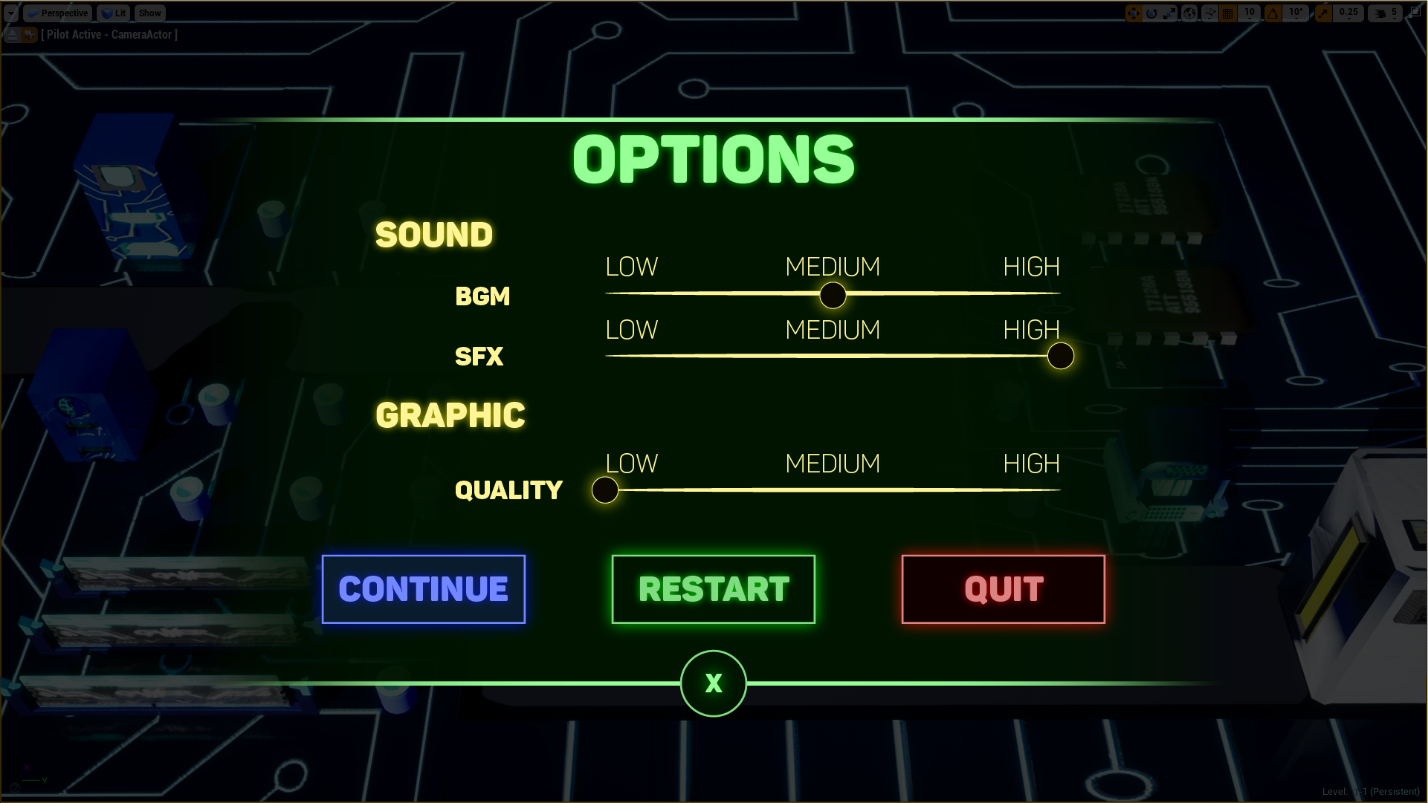 Perspective Lit Show 10 10° 0.25 5
[ Pilot Active - CameraActor ]
OPTIONS
SOUND
LOW MEDIUM HIGH
BGM
LOW MEDIUM HIGH
SFX
GRAPHIC
LOW MEDIUM HIGH
QUALITY
CONTINUE RESTART QUIT
X